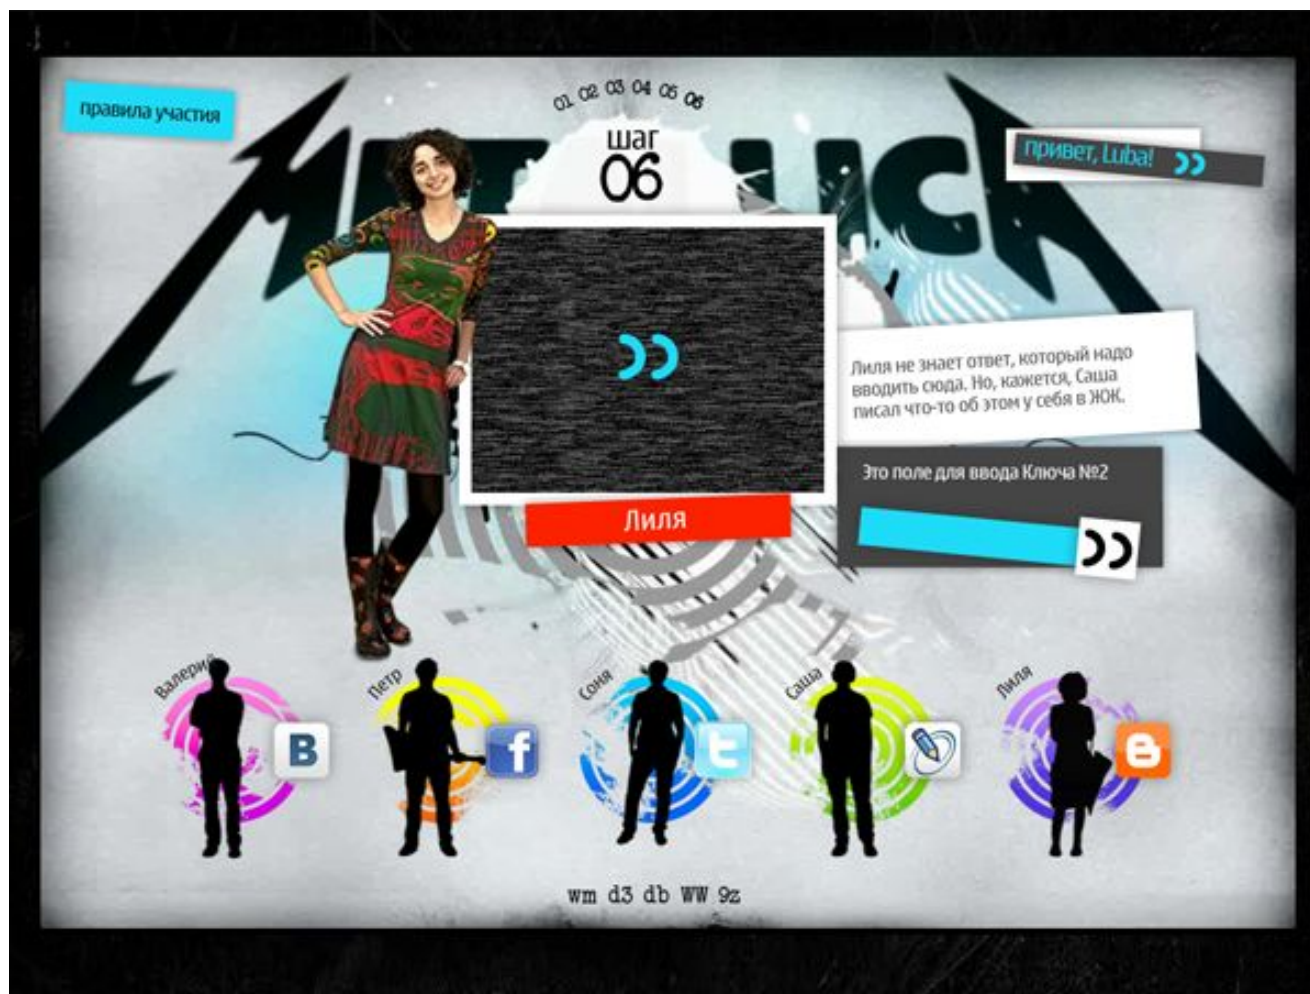 правила участия
01 02 03 04 05 06
шаг
06
METALLICA
привет, Luba!
Лиля не знает ответ, который надо
вводить сюда. Но, кажется, Саша
писал что-то об этом у себя в ЖЖ.
Это поле для ввода Ключа №2
Лиля
Валерий
Петр
Соня
Саша
Лиля
B
f
t
B
wm d3 db WW 9z